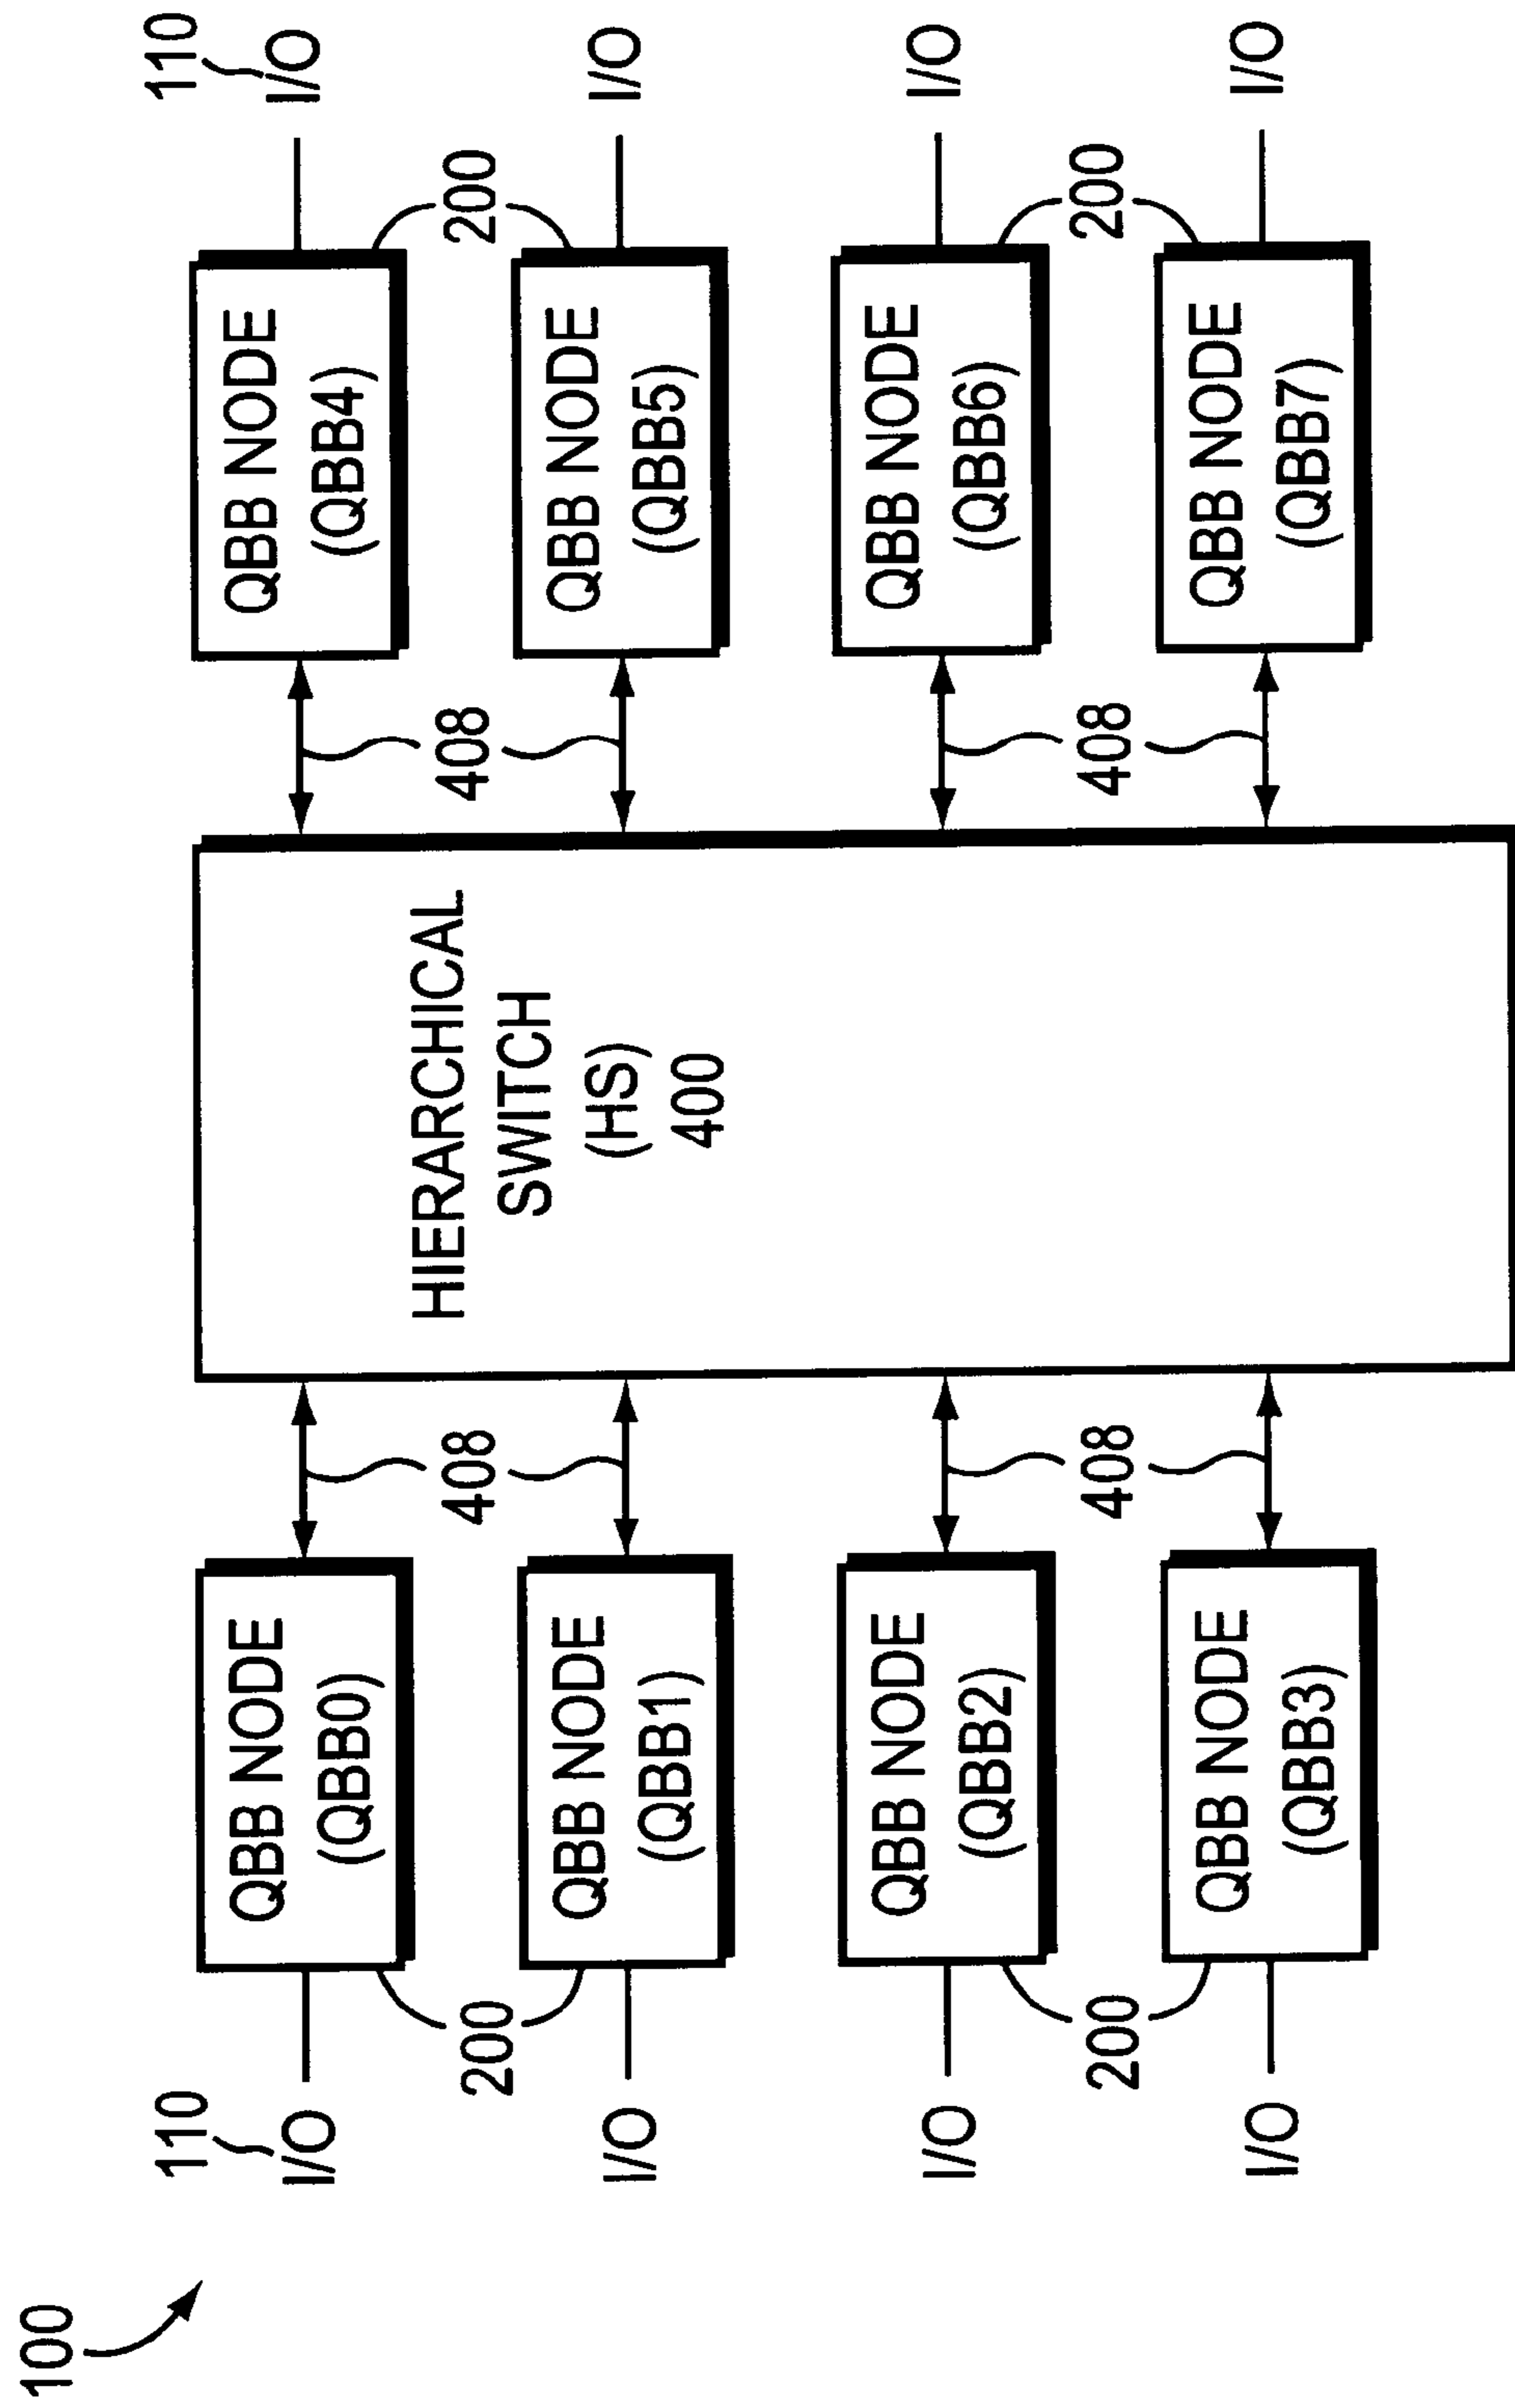 100
110
I/O
QBB NODE
(QBB0)
200
I/O
QBB NODE
(QBB1)
I/O
QBB NODE
(QBB2)
200
I/O
QBB NODE
(QBB3)
408
408
HIERARCHICAL
SWITCH
(HS)
400
408
408
QBB NODE
(QBB4)
110
I/O
200
QBB NODE
(QBB5)
I/O
QBB NODE
(QBB6)
I/O
200
QBB NODE
(QBB7)
I/O